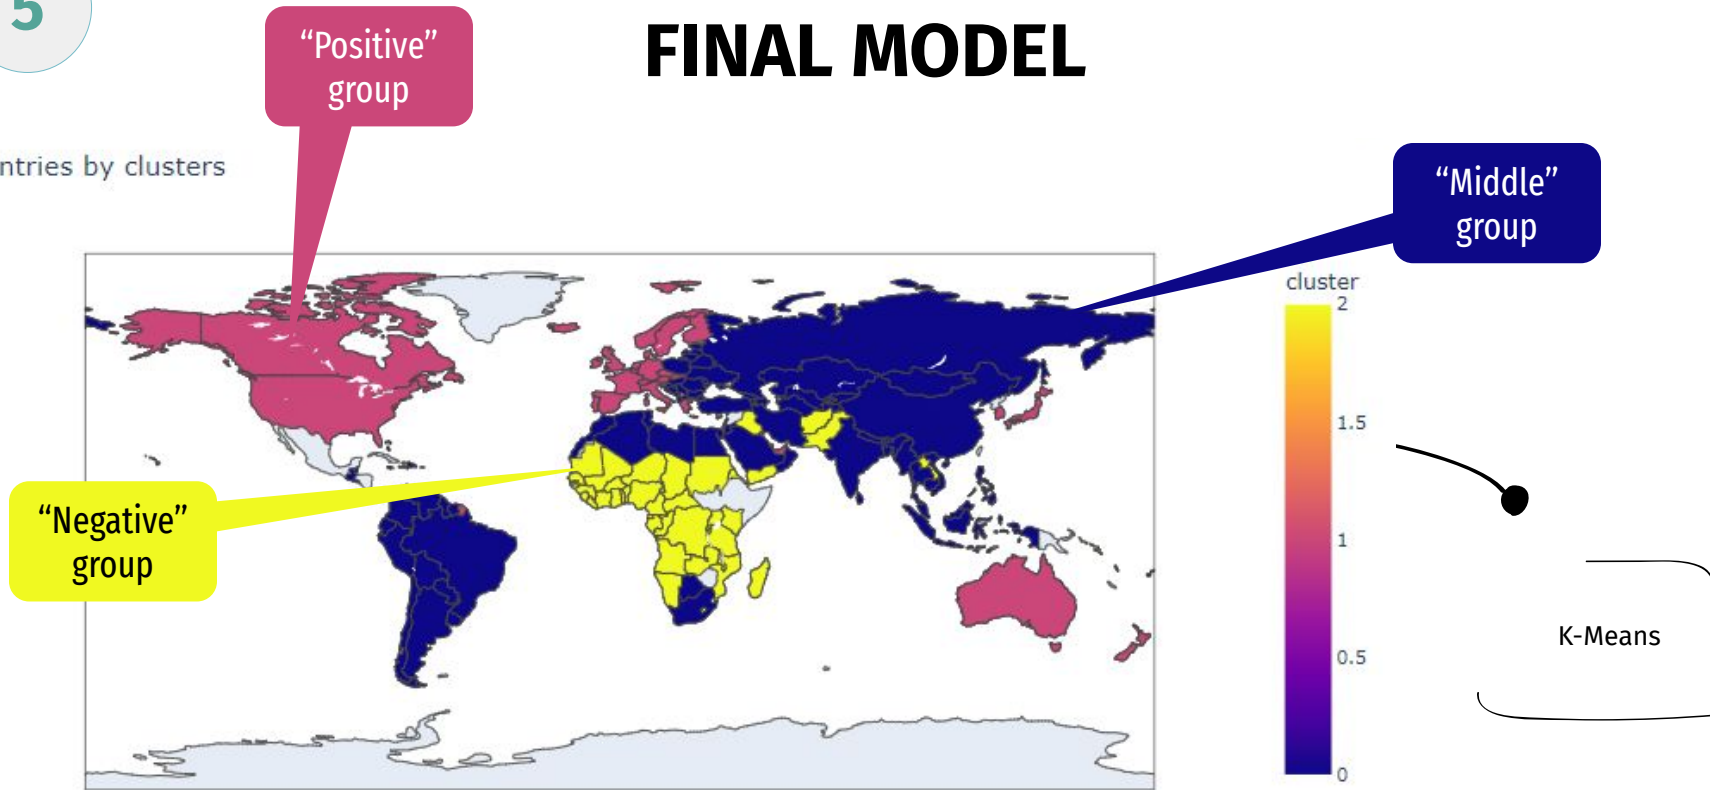 5
FINAL MODEL
“Positive”
group
ntries by clusters
“Middle”
group
“Negative”
group
cluster
2
1.5
1
0.5
0
K-Means